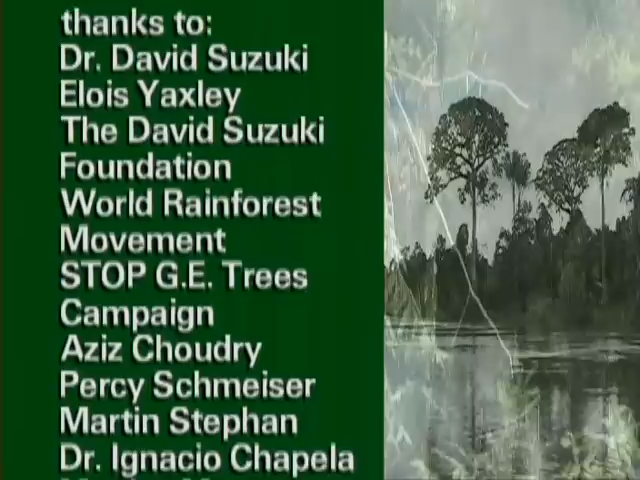 thanks to:
Dr. David Suzuki
Elois Yaxley
The David Suzuki
Foundation
World Rainforest
Movement
STOP G.E. Trees
Campaign
Aziz Choudry
Percy Schmeiser
Martin Stephan
Dr. Ignacio Chapela